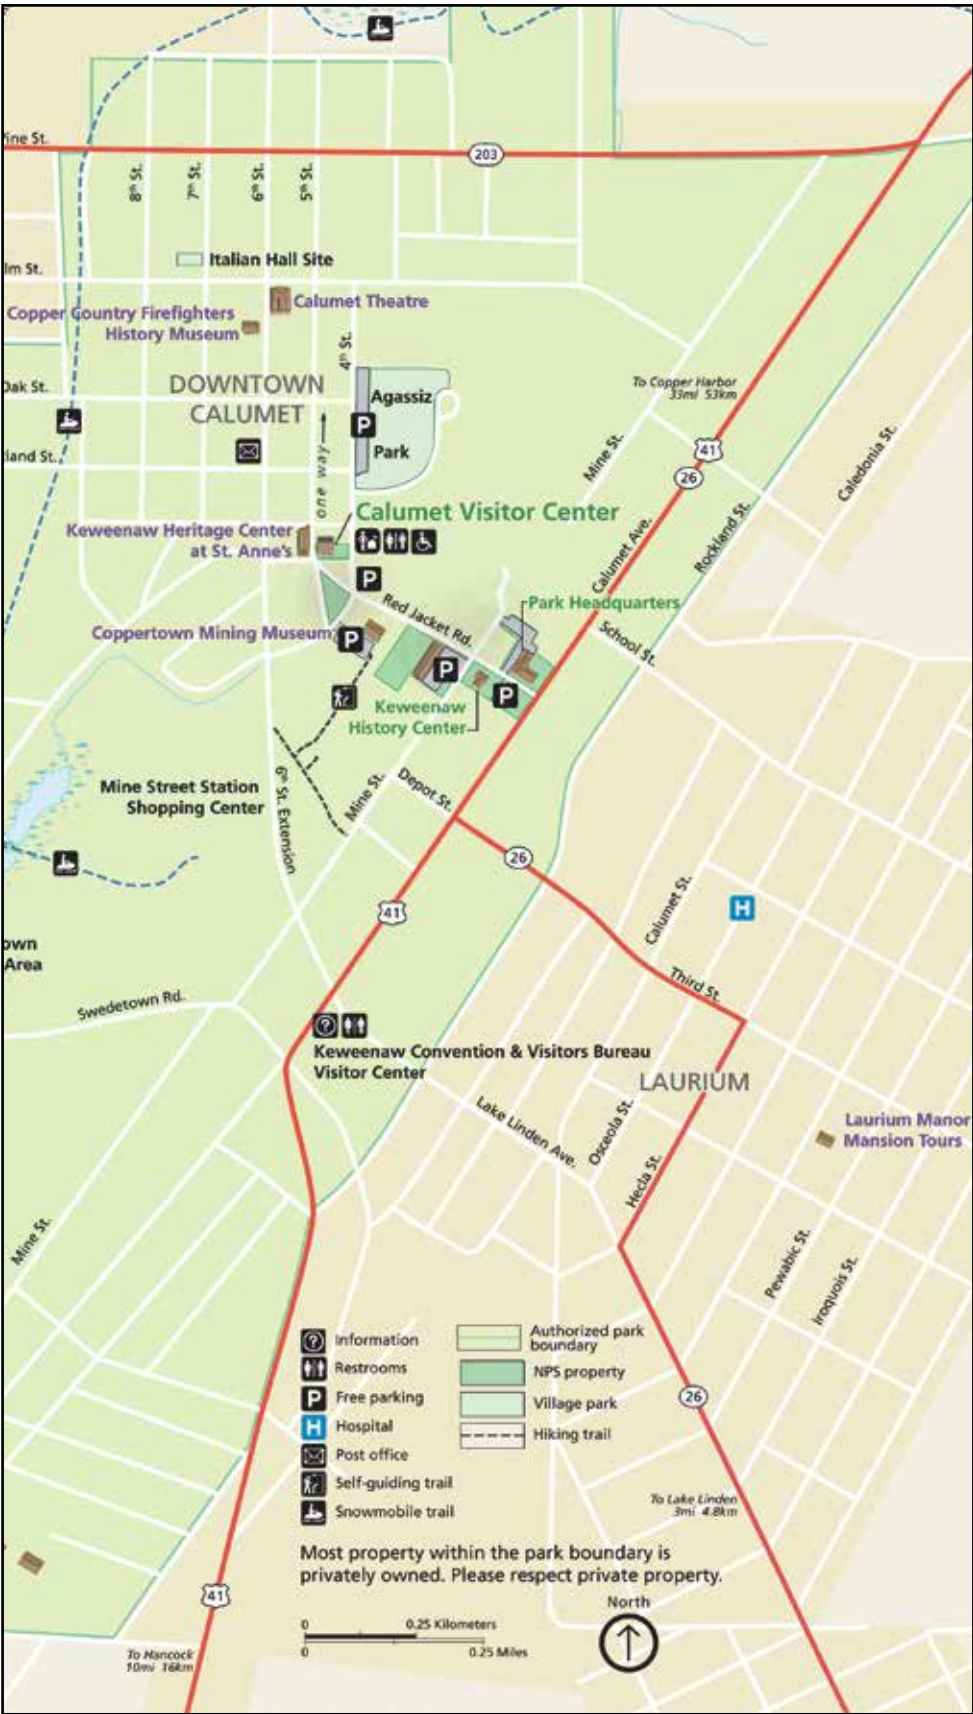 ine St.
203
8th St.
7th St.
6th St.
5th St.
Italian Hall Site
lm St.
Calumet Theatre
Copper Country Firefighters
History Museum
4th St.
Oak St.
DOWNTOWN
CALUMET
Agassiz
P
Park
To Copper Harbor
33mi 53km
one way
land St.
Mine St.
41
26
Caledonia St.
Calumet Visitor Center
Keweenaw Heritage Center
at St. Anne's
Calumet Ave.
Rockland St.
P
Red Jacket Rd.
Park Headquarters
Coppertown Mining Museum
P
School St.
P
P
Keweenaw
History Center
Mine Street Station
Shopping Center
6th St. Extension
Mine St.
Depot St.
26
41
Calumet St.
H
own
Area
Third St.
Swedetown Rd.
?
Keweenaw Convention & Visitors Bureau
Visitor Center
LAURIUM
Lake Linden Ave.
Osceola St.
Hecla St.
Laurium Manor
Mansion Tours
Mine St.
Pewabic St.
Iroquois St.
? Information
Restrooms
P Free parking
H Hospital
Post office
Self-guiding trail
Snowmobile trail
Authorized park
boundary
NPS property
Village park
Hiking trail
26
To Lake Linden
3mi 4.8km
Most property within the park boundary is
privately owned. Please respect private property.
41
0 0.25 Kilometers
0 0.25 Miles
North
To Hancock
10mi 16km